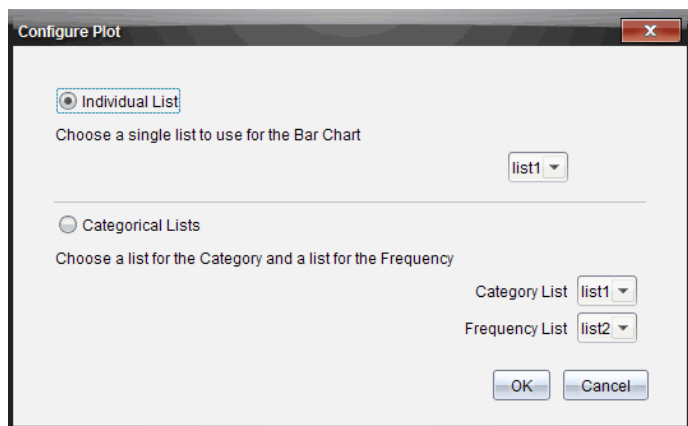 Configure Plot
Individual List
Choose a single list to use for the Bar Chart
list1
Categorical Lists
Choose a list for the Category and a list for the Frequency
Category List list1
Frequency List list2
OK Cancel